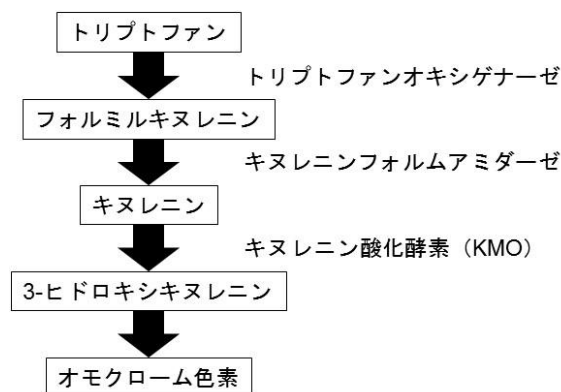 トリプトファン
トリプトファンオキシゲナーゼ
フォルミルキヌレニン
キヌレニンフォルムアミダーゼ
キヌレニン
キヌレニン酸化酵素（KMO）
3-ヒドロキシキヌレニン
オモクローム色素